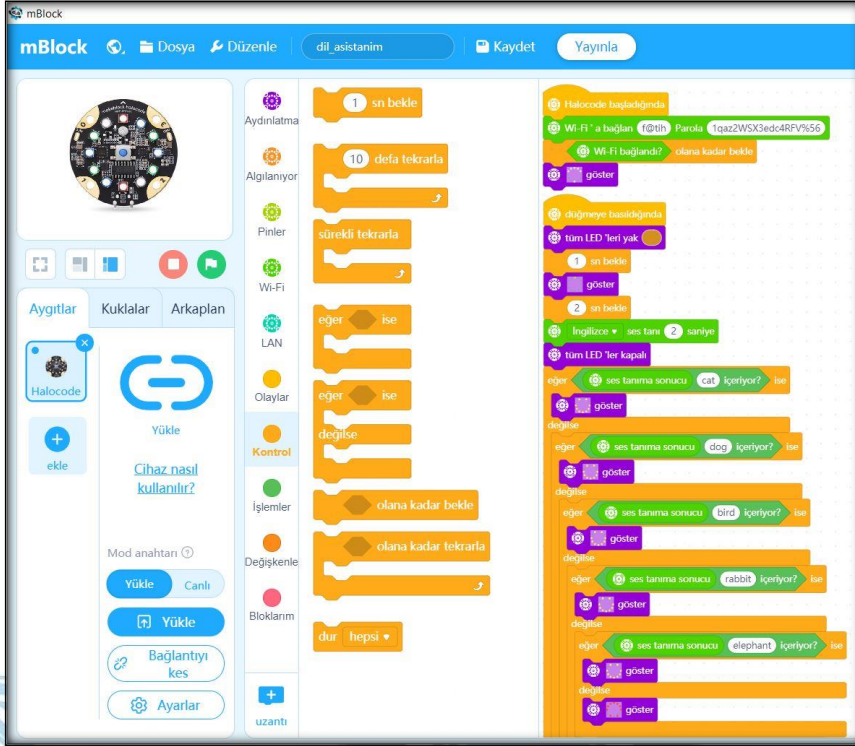 mBlock
mBlock Dosya Düzenle dil_asistanim Kaydet Yayınla
Aygıtlar Kuklalar Arkaplan
Halocode
ekle
Yükle
Cihaz nasıl
kullanılır?
Mod anahtarı ?
Yükle Canlı
Yükle
Bağlantıyı
kes
Ayarlar
Aydınlatma
Algılanıyor
Pinler
Wi-Fi
LAN
Olaylar
Kontrol
İşlemler
Değişkenle
Bloklarım
uzantı
1 sn bekle
10 defa tekrarla
sürekli tekrarla
eğer ise
eğer ise
değilse
olana kadar bekle
olana kadar tekrarla
dur hepsi
Halocode başladığında
Wi-Fi 'a bağlan f@tih Parola 1qaz2WSX3edc4RFV%56
Wi-Fi bağlandı? olana kadar bekle
göster
düğmeye basıldığında
tüm LED 'leri yak
1 sn bekle
göster
2 sn bekle
İngilizce ses tanı 2 saniye
tüm LED 'ler kapalı
eğer ses tanıma sonucu cat içeriyor? ise
göster
değilse
eğer ses tanıma sonucu dog içeriyor? ise
göster
değilse
eğer ses tanıma sonucu bird içeriyor? ise
göster
değilse
eğer ses tanıma sonucu rabbit içeriyor? ise
göster
değilse
eğer ses tanıma sonucu elephant içeriyor? ise
göster
değilse
göster